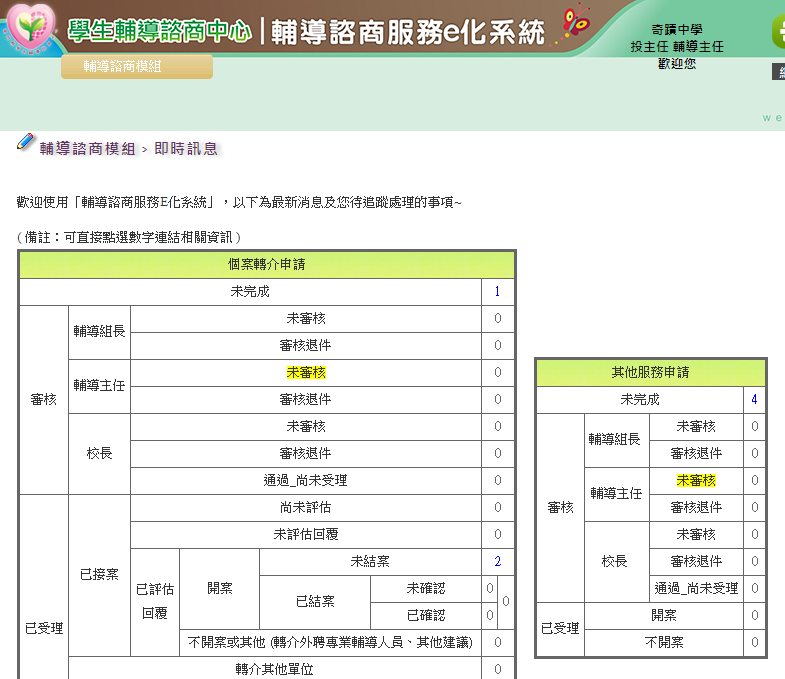 學生輔導諮商中心|輔導諮商服務e化系統
奇蹟中學
投主任 輔導主任
歡迎您
輔導諮商模組
w e
輔導諮商模組 > 即時訊息
歡迎使用「輔導諮商服務E化系統」，以下為最新消息及您待追蹤處理的事項~
(備註：可直接點選數字連結相關資訊)
個案轉介申請
未完成 1
審核
輔導組長
未審核 0
審核退件 0
輔導主任
未審核 0
審核退件 0
校長
未審核 0
審核退件 0
通過_尚未受理 0
已受理
已接案
尚未評估 0
未評估回覆 0
已評估
回覆
開案
未結案 2
已結案
未確認 0
已確認 0
0
不開案或其他 (轉介外聘專業輔導人員、其他建議) 0
轉介其他單位 0
其他服務申請
未完成 4
審核
輔導組長
未審核 0
審核退件 0
輔導主任
未審核 0
審核退件 0
校長
未審核 0
審核退件 0
通過_尚未受理 0
已受理
開案 0
不開案 0